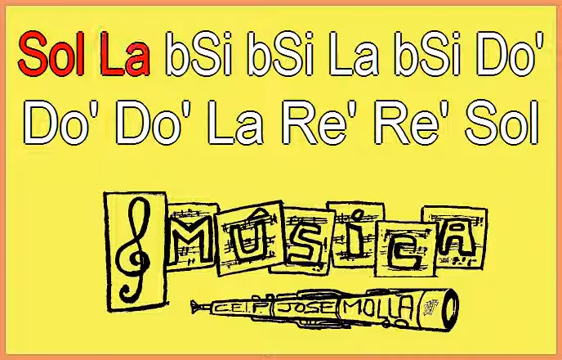 Sol La bSi bSi La bSi Do'
Do' Do' La Re' Re' Sol
MÚSICA
C.E.I.P JOSE MOLLA